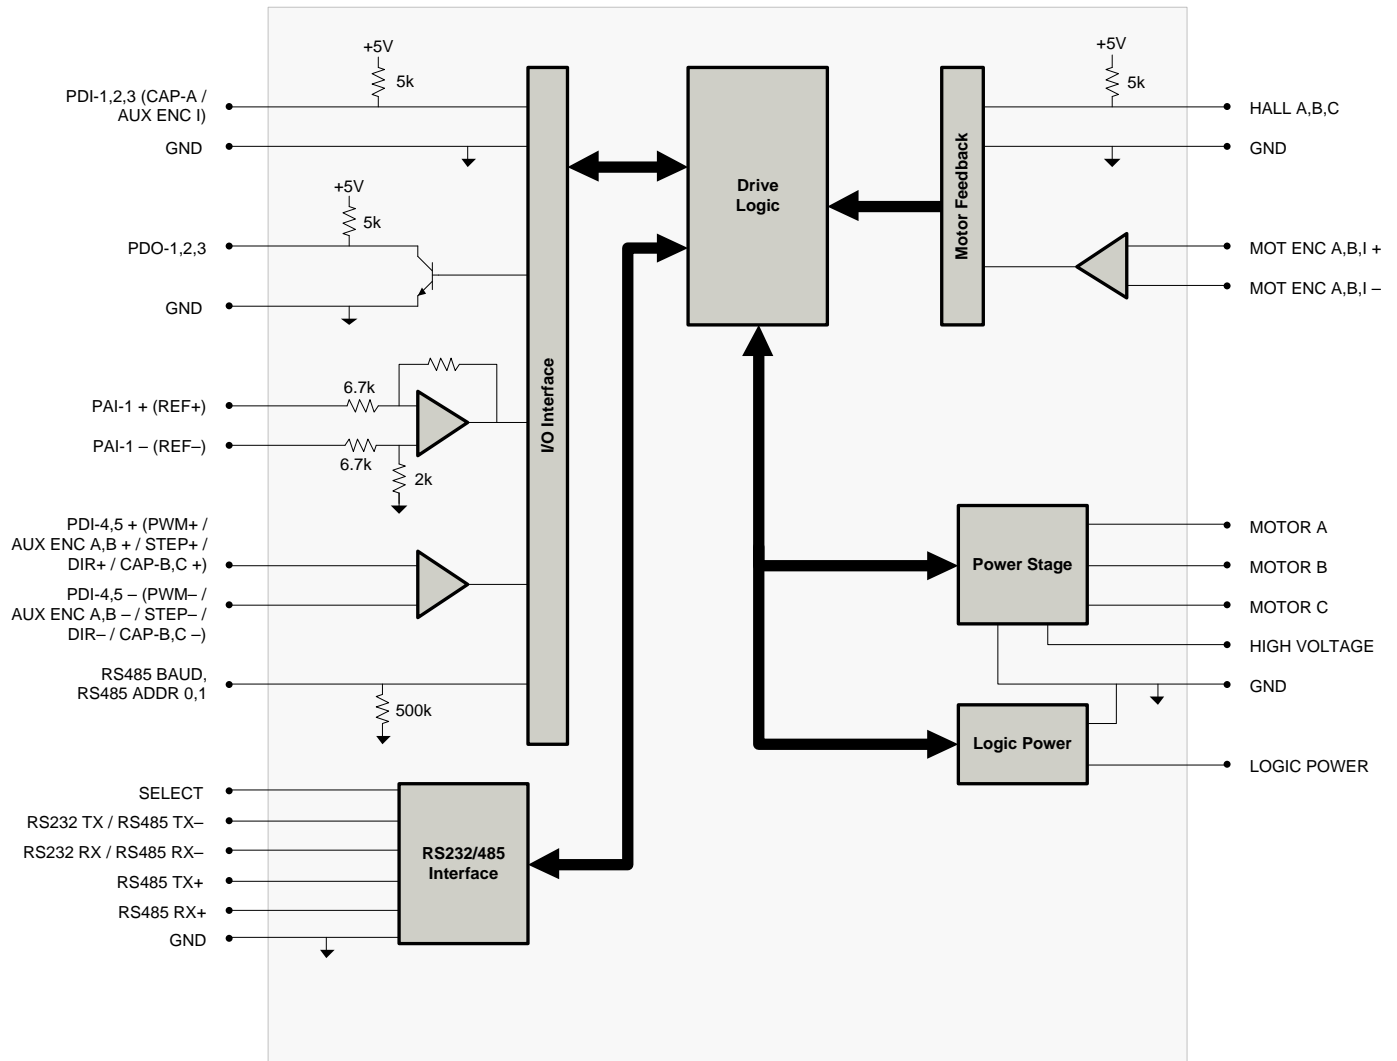 +5V
5k
PDI-1,2,3 (CAP-A /
AUX ENC I)
GND
+5V
5k
PDO-1,2,3
GND
6.7k
PAI-1 + (REF+)
PAI-1 – (REF–)
6.7k
2k
PDI-4,5 + (PWM+ /
AUX ENC A,B + / STEP+ /
DIR+ / CAP-B,C +)
PDI-4,5 – (PWM– /
AUX ENC A,B – / STEP– /
DIR– / CAP-B,C –)
RS485 BAUD,
RS485 ADDR 0,1
500k
I/O Interface
SELECT
RS232 TX / RS485 TX–
RS232 RX / RS485 RX–
RS485 TX+
RS485 RX+
GND
RS232/485
Interface
Drive
Logic
Motor Feedback
+5V
5k
HALL A,B,C
GND
MOT ENC A,B,I +
MOT ENC A,B,I –
Power Stage
MOTOR A
MOTOR B
MOTOR C
HIGH VOLTAGE
GND
Logic Power
LOGIC POWER